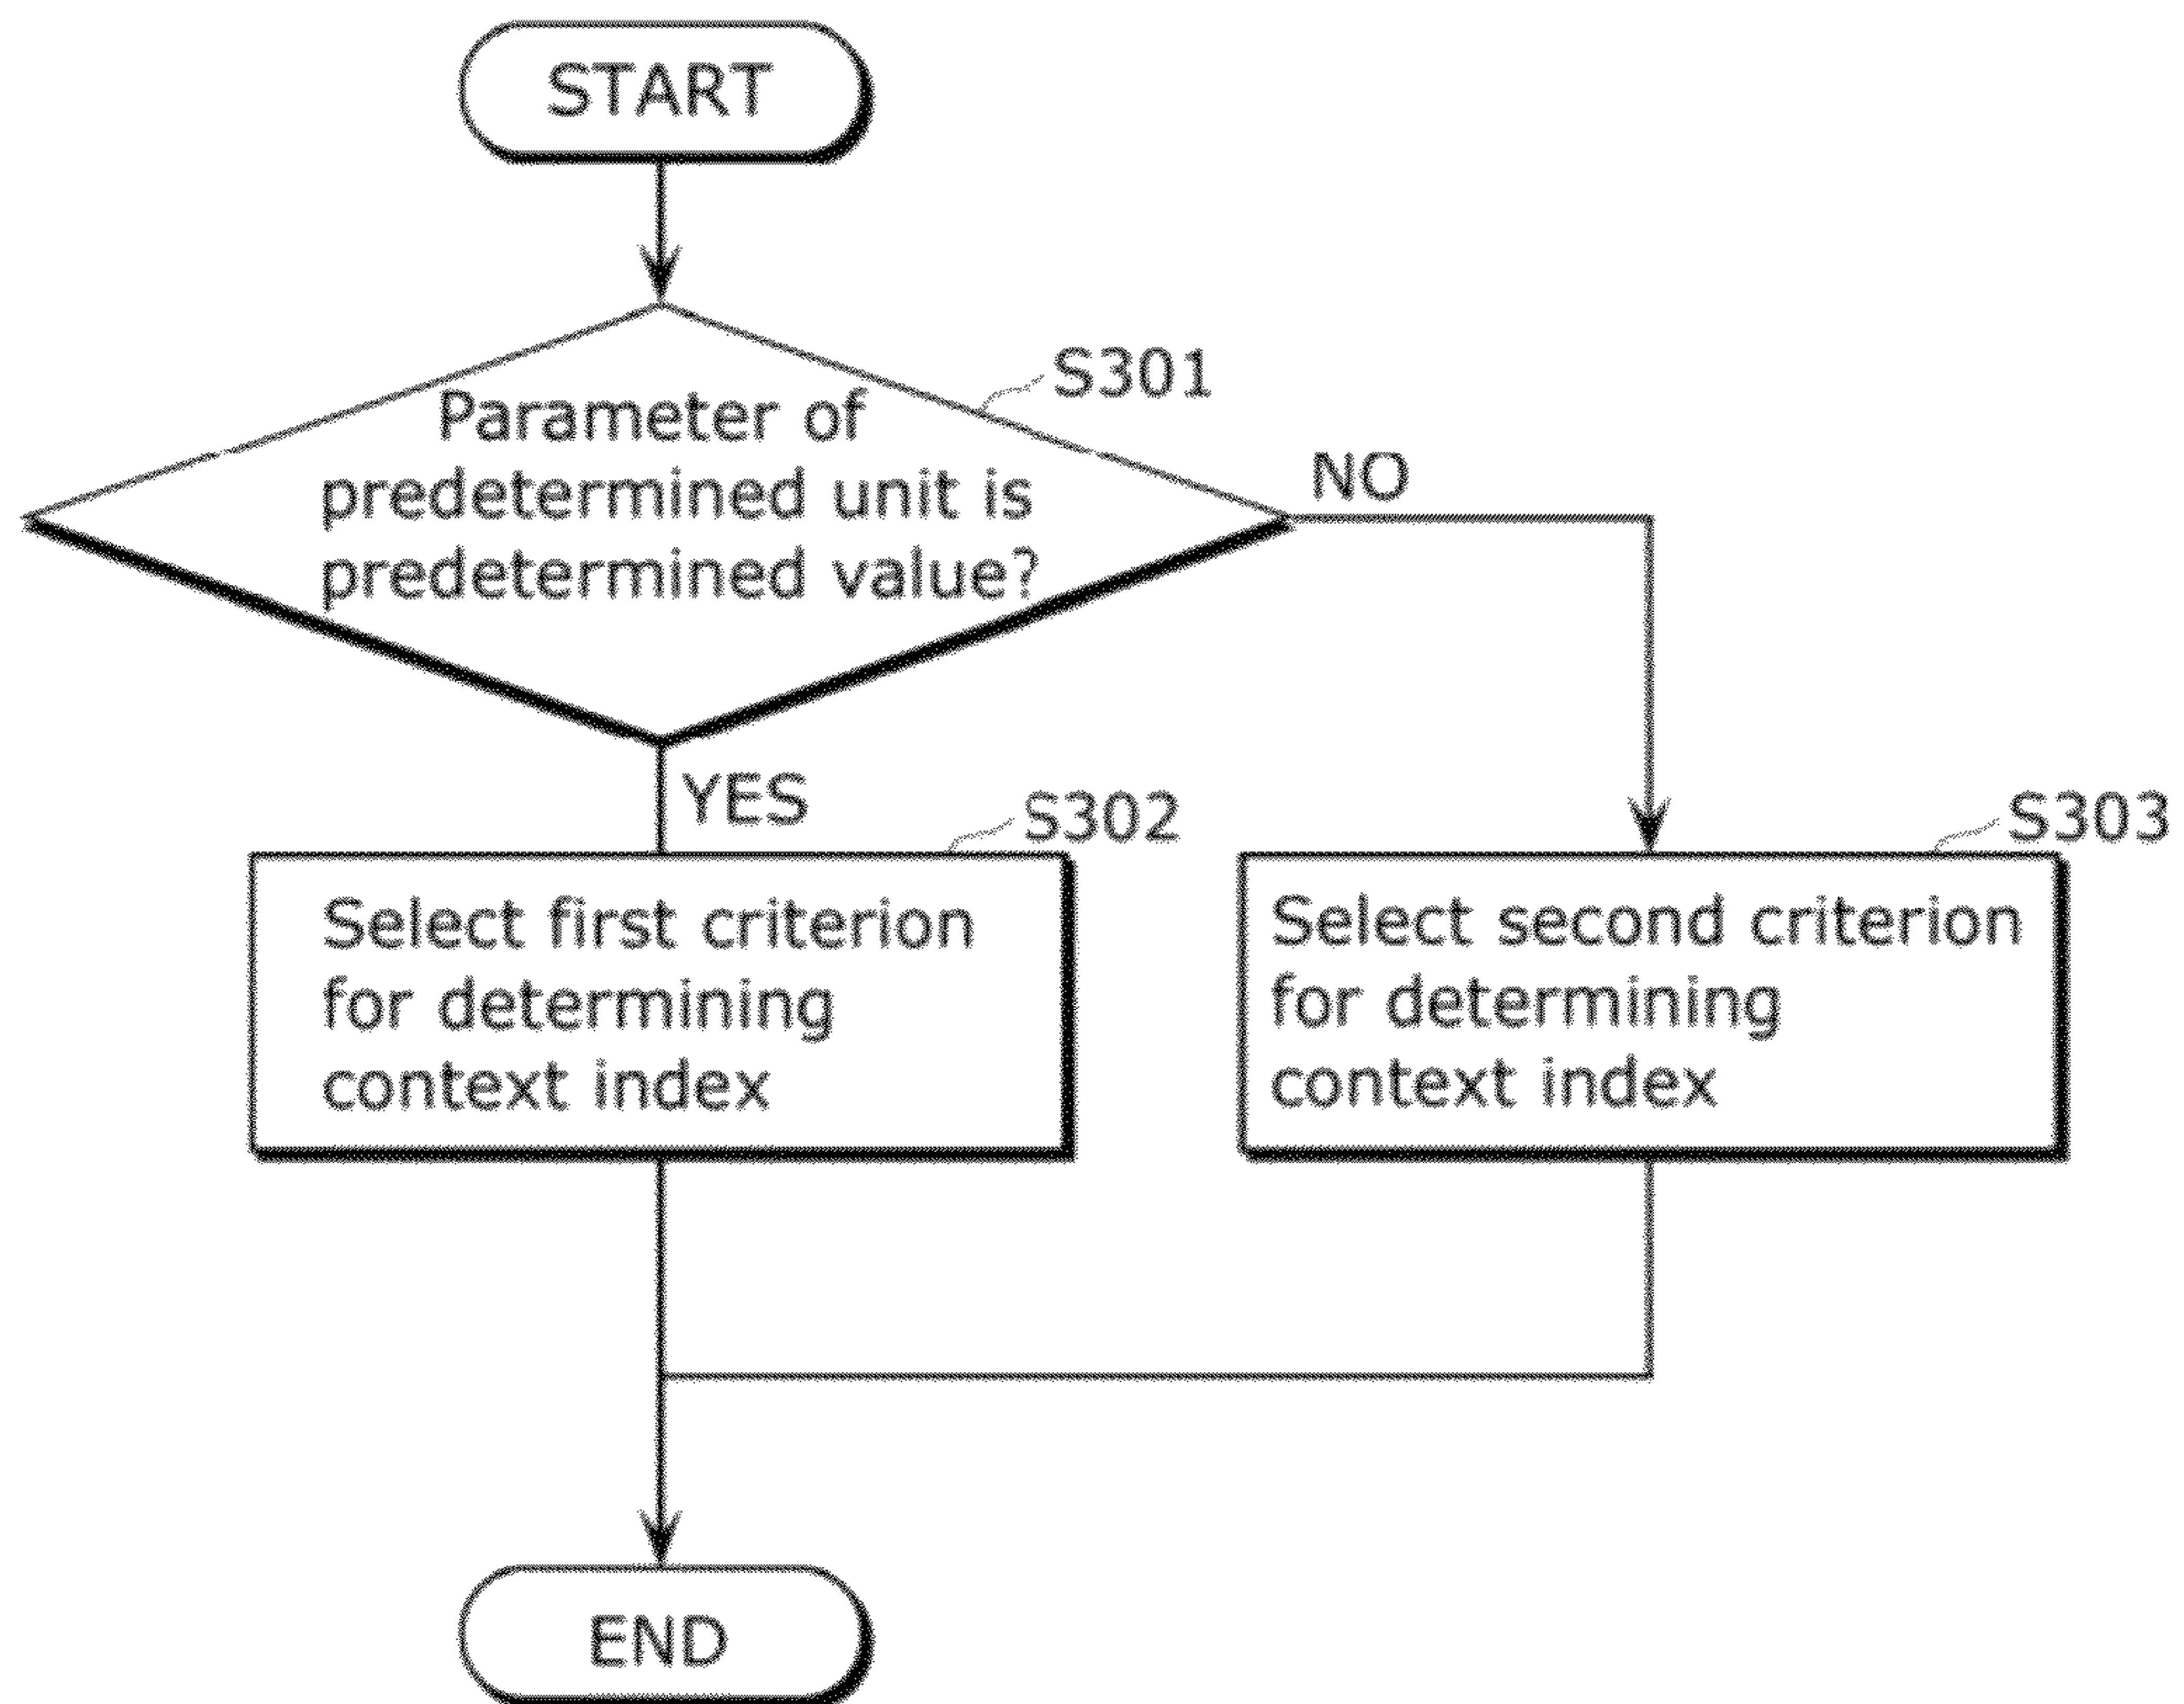 START
S301
Parameter of
predetermined unit is
predetermined value?
NO
YES
S302
Select first criterion
for determining
context index
S303
Select second criterion
for determining
context index
END